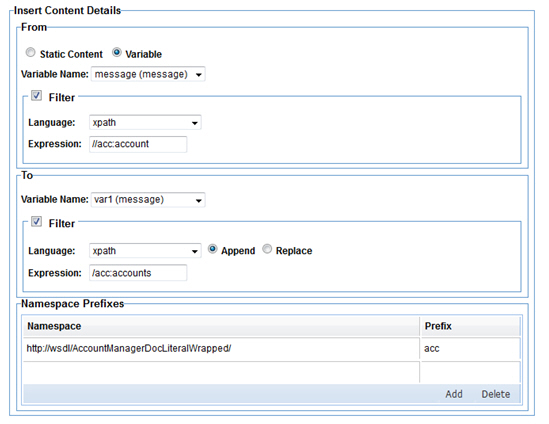 Insert Content Details
From
Static Content Variable
Variable Name: message (message)
Filter
Language: xpath
Expression: //acc:account
To
Variable Name: var1 (message)
Filter
Language: xpath Append Replace
Expression: /acc:accounts
Namespace Prefixes
Namespace Prefix
http://wsdl/AccountManagerDocLiteralWrapped/ acc
Add Delete